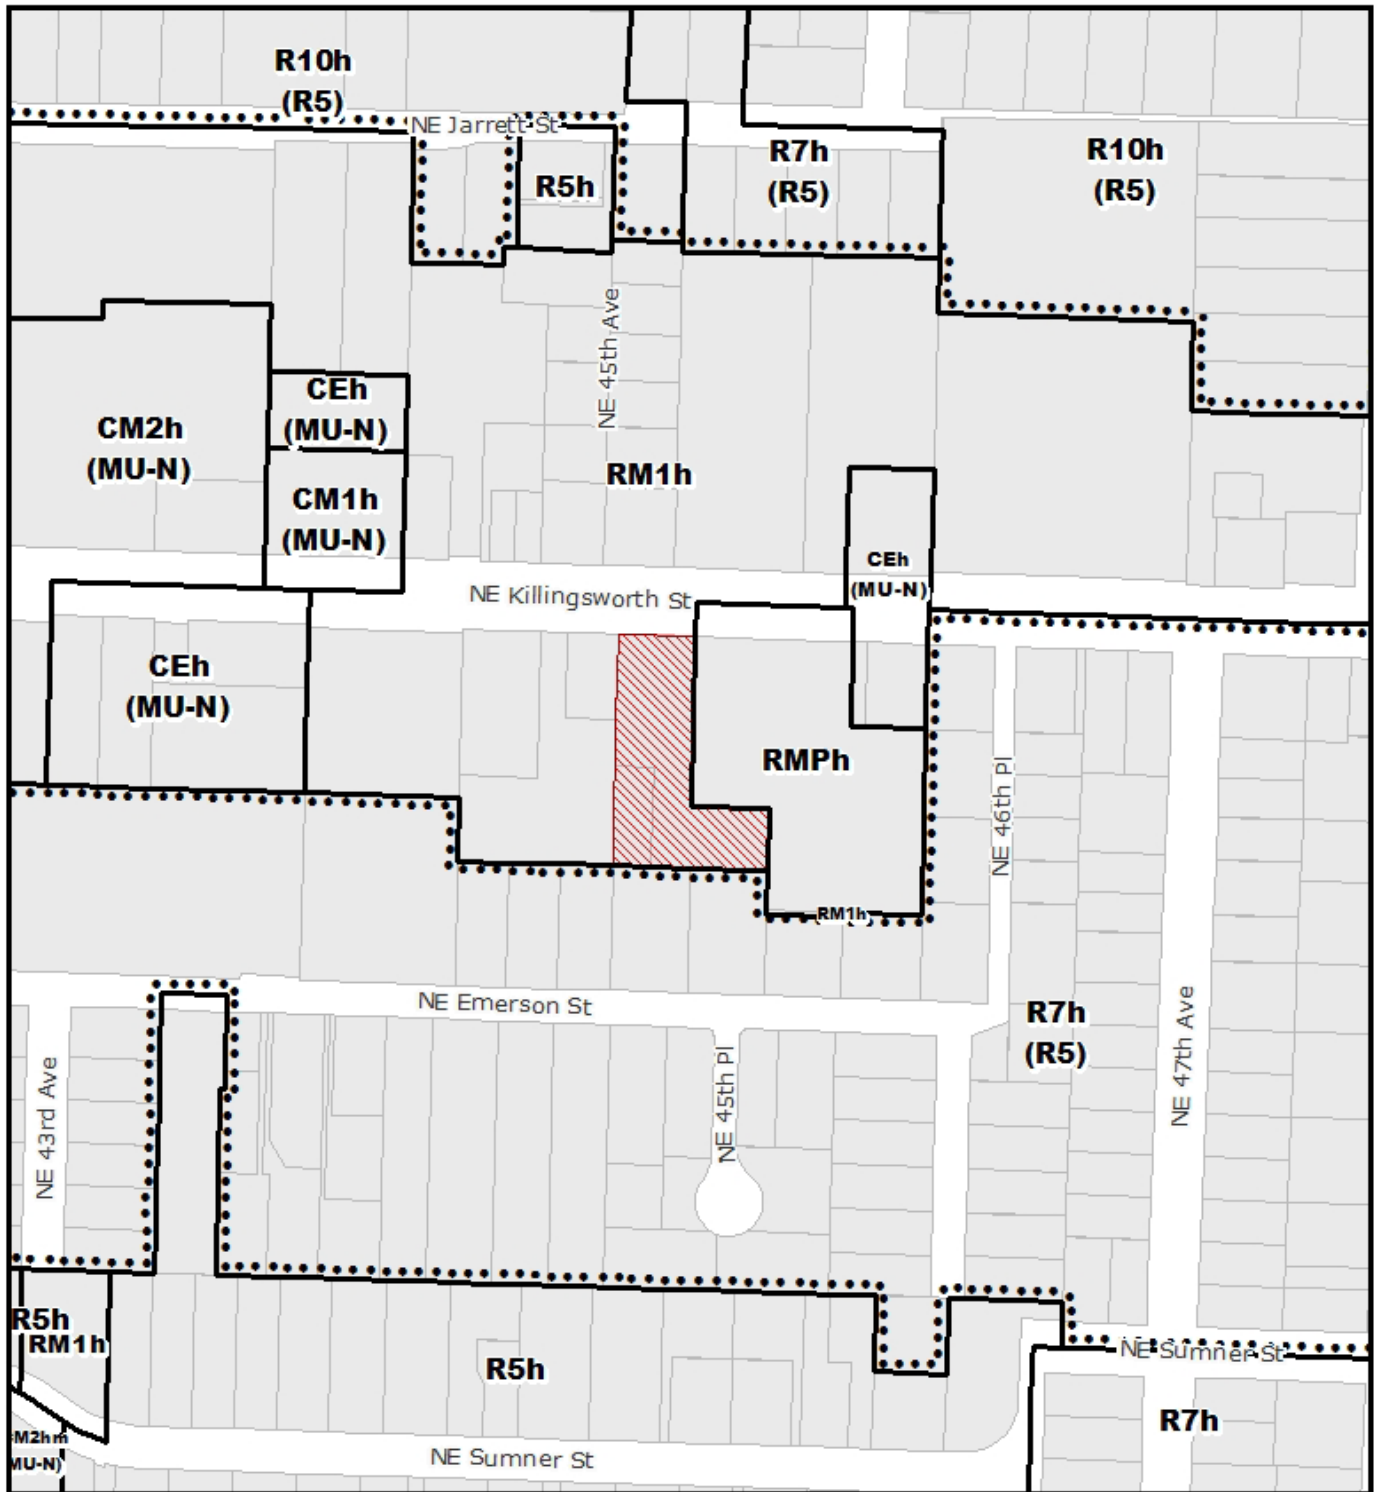 R10h
(R5)
NE Jarrett St
R5h
R7h
(R5)
R10h
(R5)
NE 45th Ave
CEh
(MU-N)
CM2h
(MU-N)
CM1h
(MU-N)
RM1h
CEh
(MU-N)
NE Killingsworth St
CEh
(MU-N)
RMPh
NE 46th Pl
RM1h
NE Emerson St
R7h
(R5)
NE 43rd Ave
NE 45th Pl
NE 47th Ave
R5h
RM1h
R5h
NE Sumner St
R7h
M2hm
MU-N)
NE Sumner St